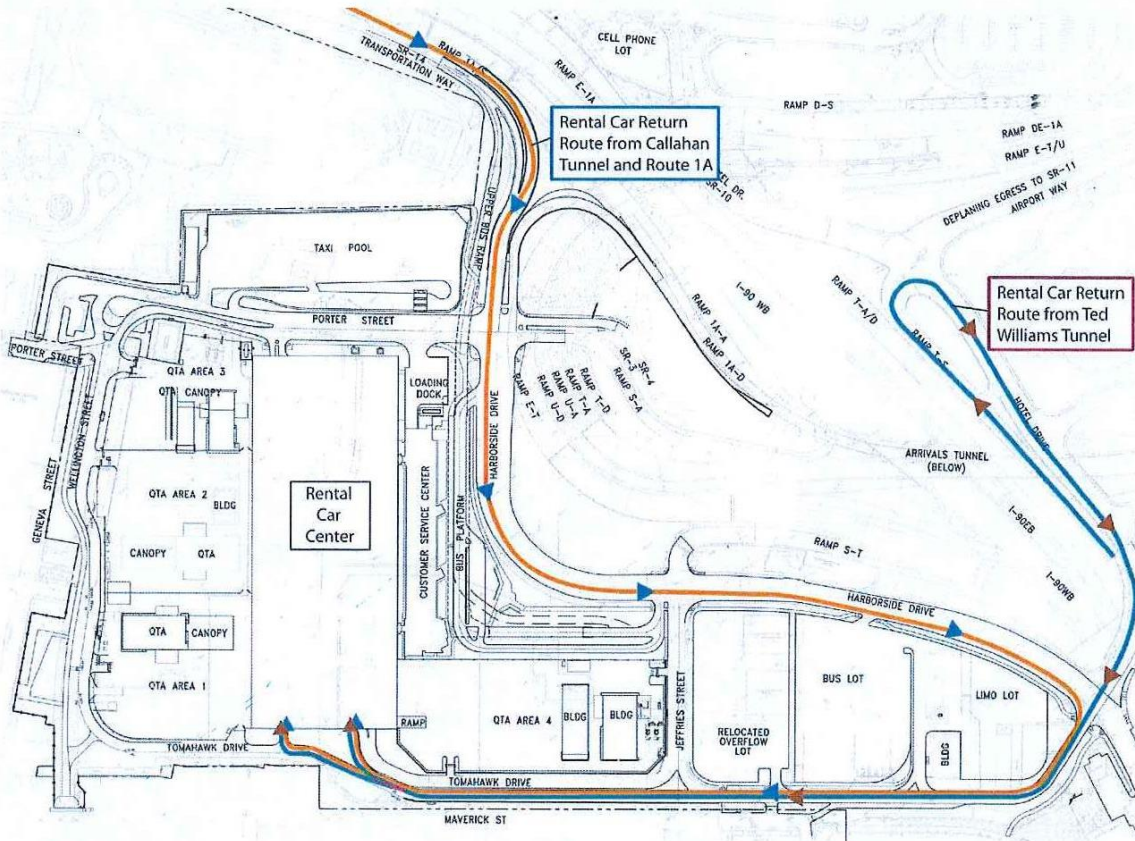 SR-14
TRANSPORTATION WAY
CELL PHONE
LOT
RAMP E-1A
RAMP D-S
RAMP DE-1A
RAMP E-T/U
DEPLANING EGRESS TO SR-11
AIRPORT WAY
Rental Car Return
Route from Callahan
Tunnel and Route 1A
SR-10
UPPER BUS RAMP
TAXI POOL
I-90 WB
RAMP T-A/D
Rental Car Return
Route from Ted
Williams Tunnel
RAMP 1A-A
RAMP 1A-D
RAMP T-S
PORTER STREET
PORTER STREET
QTA AREA 3
QTA CANOPY
LOADING
DOCK
SR-4
SR-3
RAMP S-A
RAMP T-D
RAMP T-A
RAMP U-A
RAMP U-D
RAMP E-T
HOTEL DRIVE
HARBORSIDE DRIVE
WELLINGTON STREET
GENEVA
STREET
ARRIVALS TUNNEL
(BELOW)
QTA AREA 2
BLDG
Rental
Car
Center
CUSTOMER SERVICE CENTER
BUS PLATFORM
I-90EB
CANOPY
QTA
RAMP S-T
I-90WB
HARBORSIDE DRIVE
QTA
CANOPY
QTA AREA 1
BUS LOT
LIMO LOT
QTA AREA 4
BLDG
BLDG
JEFFRIES STREET
RAMP
RELOCATED
OVERFLOW
LOT
BLDG
TOMAHAWK DRIVE
TOMAHAWK DRIVE
MAVERICK ST